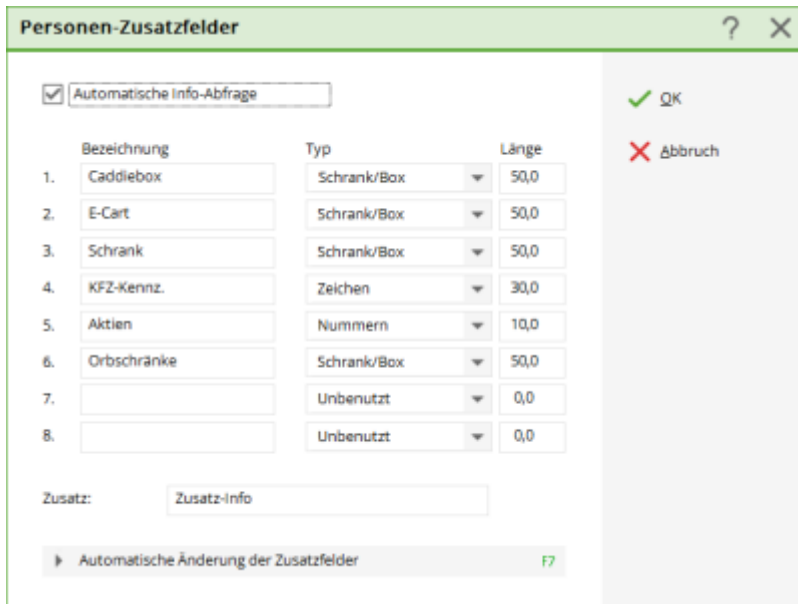 Personen-Zusatzfelder ?
Automatische Info-Abfrage
OK
Abbruch
Bezeichnung Typ Länge
1. Caddiebox Schrank/Box 50,0
2. E-Cart Schrank/Box 50,0
3. Schrank Schrank/Box 50,0
4. KFZ-Kennz. Zeichen 30,0
5. Aktien Nummern 10,0
6. Orbschränke Schrank/Box 50,0
7. Unbenutzt 0,0
8. Unbenutzt 0,0
Zusatz: Zusatz-Info
Automatische Änderung der Zusatzfelder F7